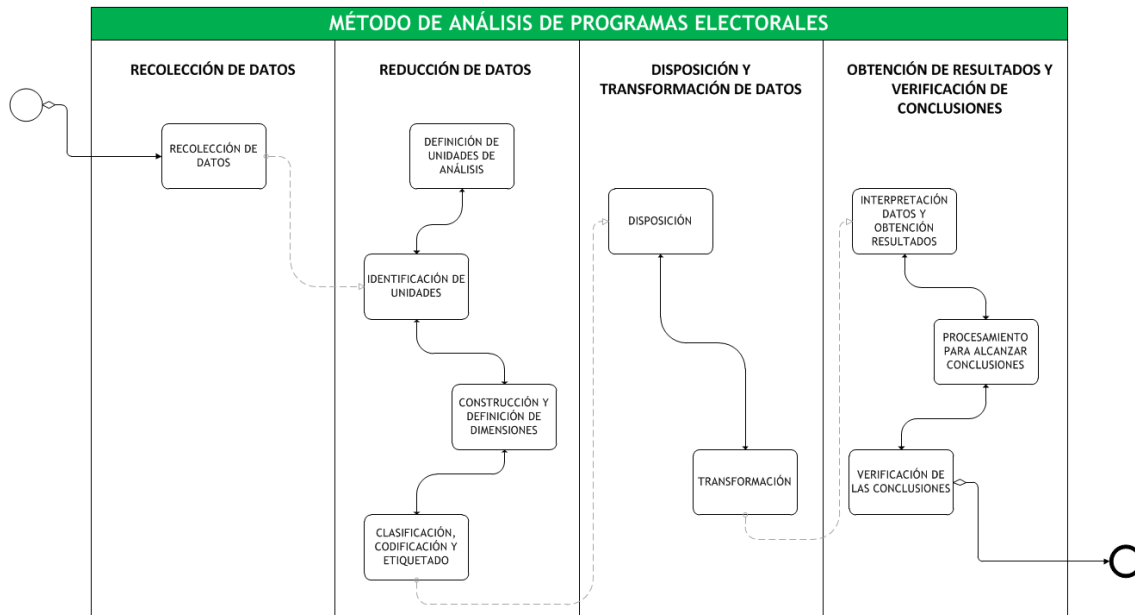 MÉTODO DE ANÁLISIS DE PROGRAMAS ELECTORALES
RECOLECCIÓN DE DATOS
RECOLECCIÓN DE
DATOS
REDUCCIÓN DE DATOS
DEFINICIÓN DE
UNIDADES DE
ANÁLISIS
IDENTIFICACIÓN DE
UNIDADES
CONSTRUCCIÓN Y
DEFINICIÓN DE
DIMENSIONES
CLASIFICACIÓN,
CODIFICACIÓN Y
ETIQUETADO
DISPOSICIÓN Y
TRANSFORMACIÓN DE DATOS
DISPOSICIÓN
TRANSFORMACIÓN
OBTENCIÓN DE RESULTADOS Y
VERIFICACIÓN DE
CONCLUSIONES
INTERPRETACIÓN
DATOS Y
OBTENCIÓN
RESULTADOS
PROCESAMIENTO
PARA ALCANZAR
CONCLUSIONES
VERIFICACIÓN DE
LAS CONCLUSIONES